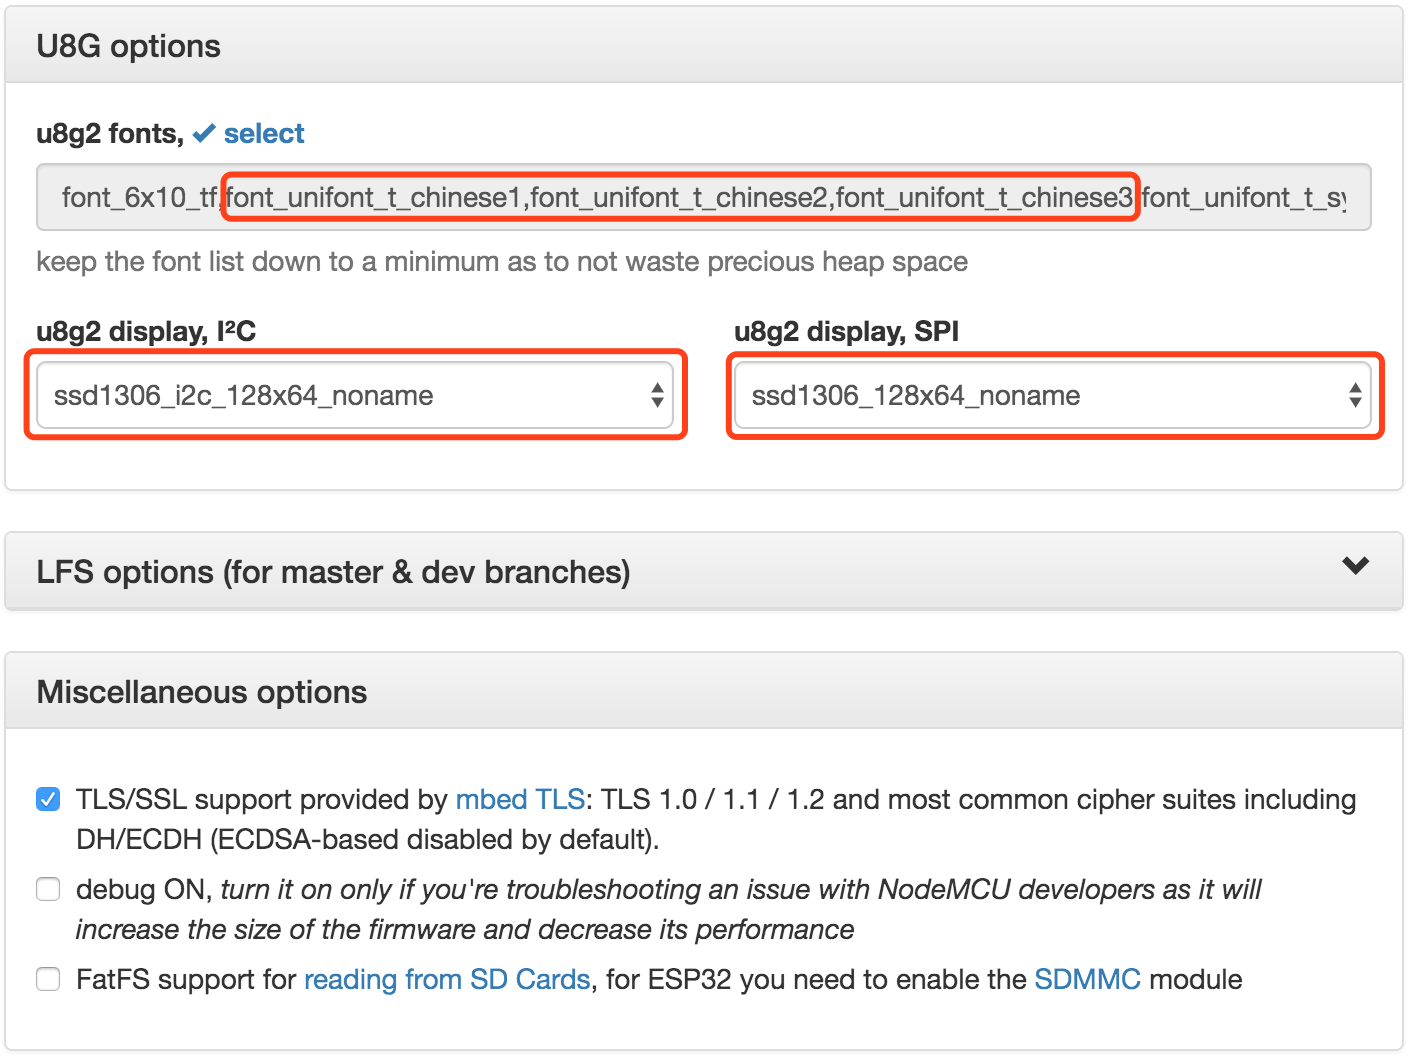 U8G options
u8g2 fonts, select
font_6x10_tf,font_unifont_t_chinese1,font_unifont_t_chinese2,font_unifont_t_chinese3,font_unifont_t_sy
keep the font list down to a minimum as to not waste precious heap space
u8g2 display, I²C
u8g2 display, SPI
ssd1306_i2c_128x64_noname
ssd1306_128x64_noname
LFS options (for master & dev branches)
Miscellaneous options
TLS/SSL support provided by mbed TLS: TLS 1.0 / 1.1 / 1.2 and most common cipher suites including
DH/ECDH (ECDSA-based disabled by default).
debug ON, turn it on only if you're troubleshooting an issue with NodeMCU developers as it will
increase the size of the firmware and decrease its performance
FatFS support for reading from SD Cards, for ESP32 you need to enable the SDMMC module